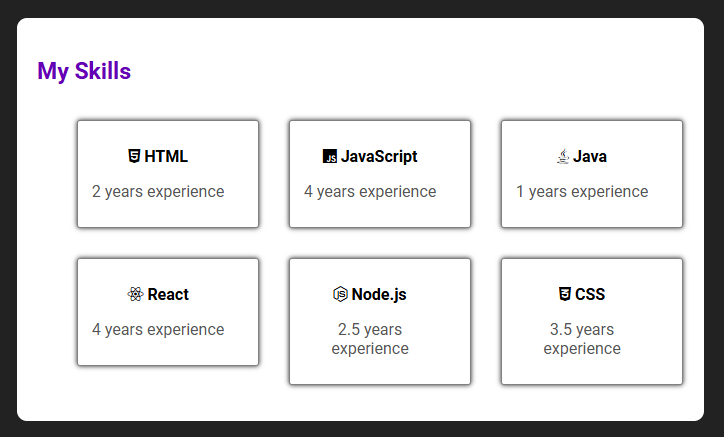 My Skills
HTML
2 years experience
JavaScript
4 years experience
Java
1 years experience
React
4 years experience
Node.js
2.5 years
experience
CSS
3.5 years
experience